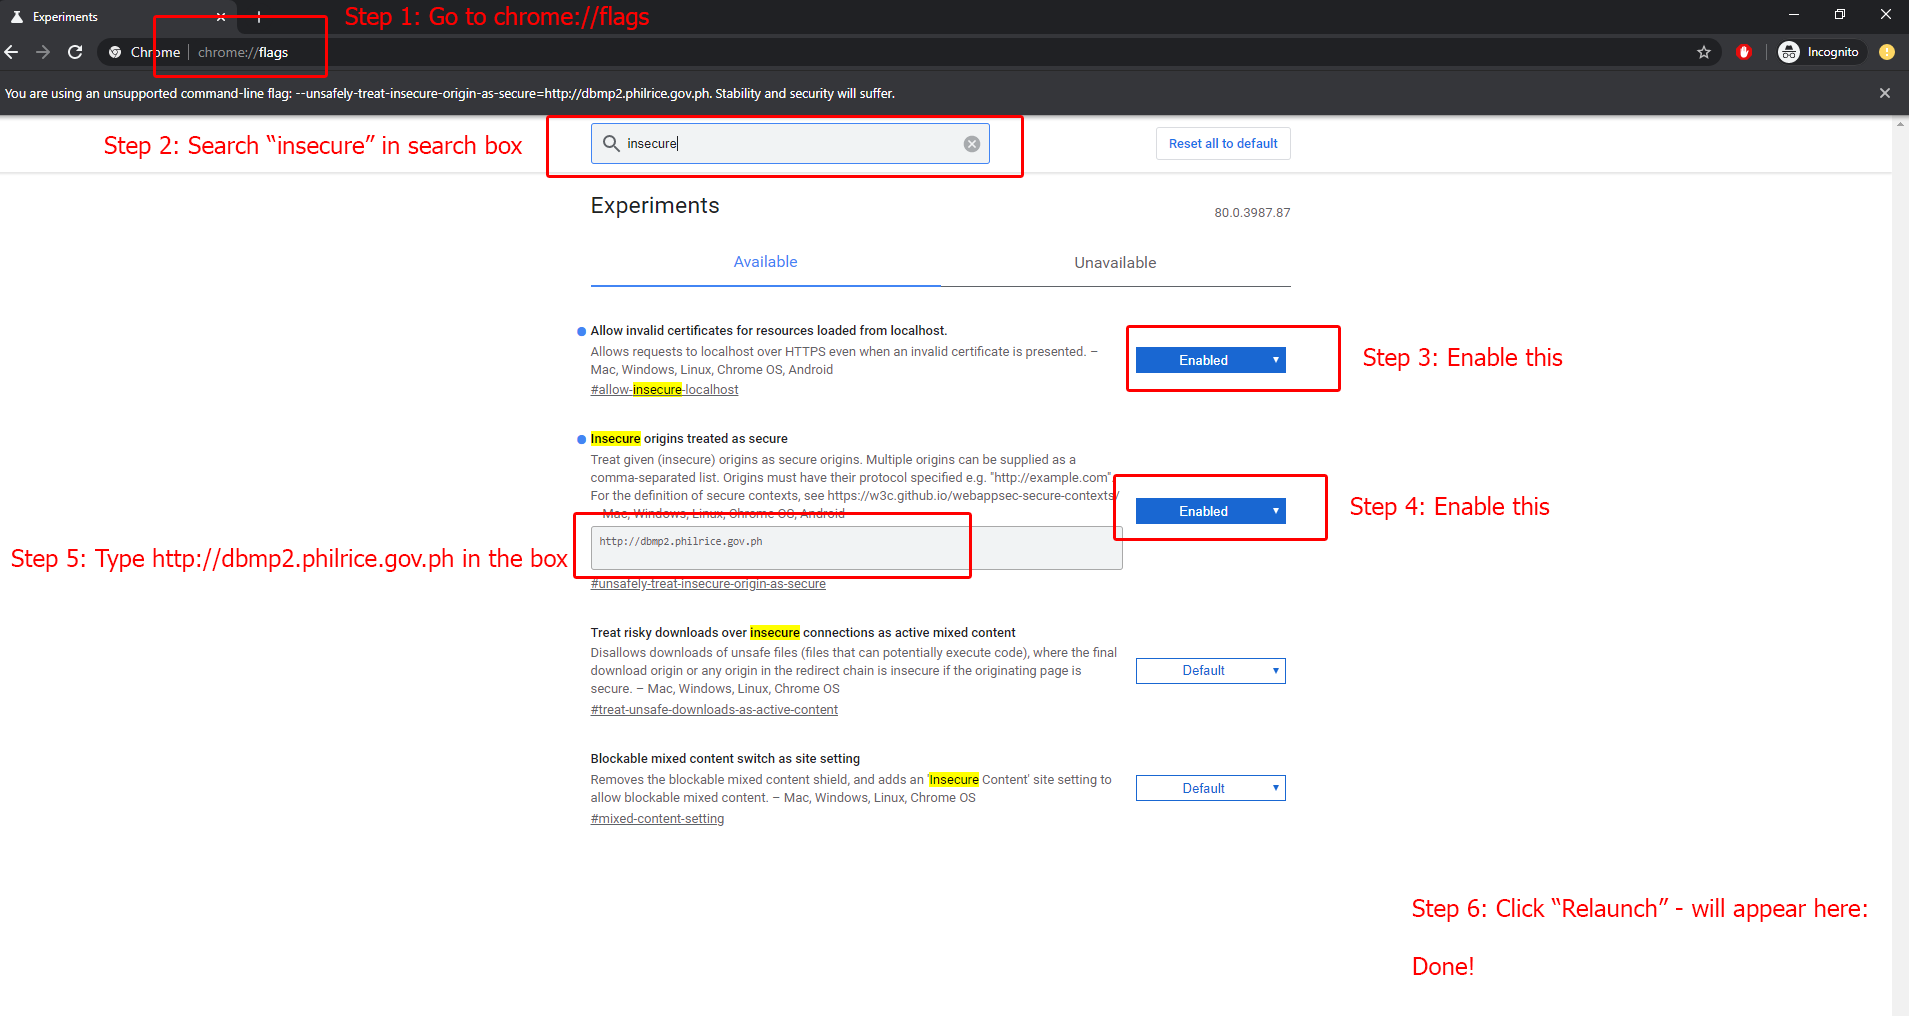 Experiments
Step 1: Go to chrome://flags
Chrome | chrome://flags
Incognito
You are using an unsupported command-line flag: --unsafely-treat-insecure-origin-as-secure=http://dbmp2.philrice.gov.ph. Stability and security will suffer.
Step 2: Search “insecure” in search box
insecure
Reset all to default
Experiments
80.0.3987.87
Available
Unavailable
Allow invalid certificates for resources loaded from localhost.
Allows requests to localhost over HTTPS even when an invalid certificate is presented. –
Mac, Windows, Linux, Chrome OS, Android
#allow-insecure-localhost
Enabled
Step 3: Enable this
Insecure origins treated as secure
Treat given (insecure) origins as secure origins. Multiple origins can be supplied as a
comma-separated list. Origins must have their protocol specified e.g. "http://example.com".
For the definition of secure contexts, see https://w3c.github.io/webappsec-secure-contexts/
– Mac, Windows, Linux, Chrome OS, Android
Enabled
Step 4: Enable this
http://dbmp2.philrice.gov.ph
Step 5: Type http://dbmp2.philrice.gov.ph in the box
#unsafely-treat-insecure-origin-as-secure
Treat risky downloads over insecure connections as active mixed content
Disallows downloads of unsafe files (files that can potentially execute code), where the final
download origin or any origin in the redirect chain is insecure if the originating page is
secure. – Mac, Windows, Linux, Chrome OS
#treat-unsafe-downloads-as-active-content
Default
Blockable mixed content switch as site setting
Removes the blockable mixed content shield, and adds an 'Insecure Content' site setting to
allow blockable mixed content. – Mac, Windows, Linux, Chrome OS
#mixed-content-setting
Default
Step 6: Click “Relaunch” - will appear here:
Done!